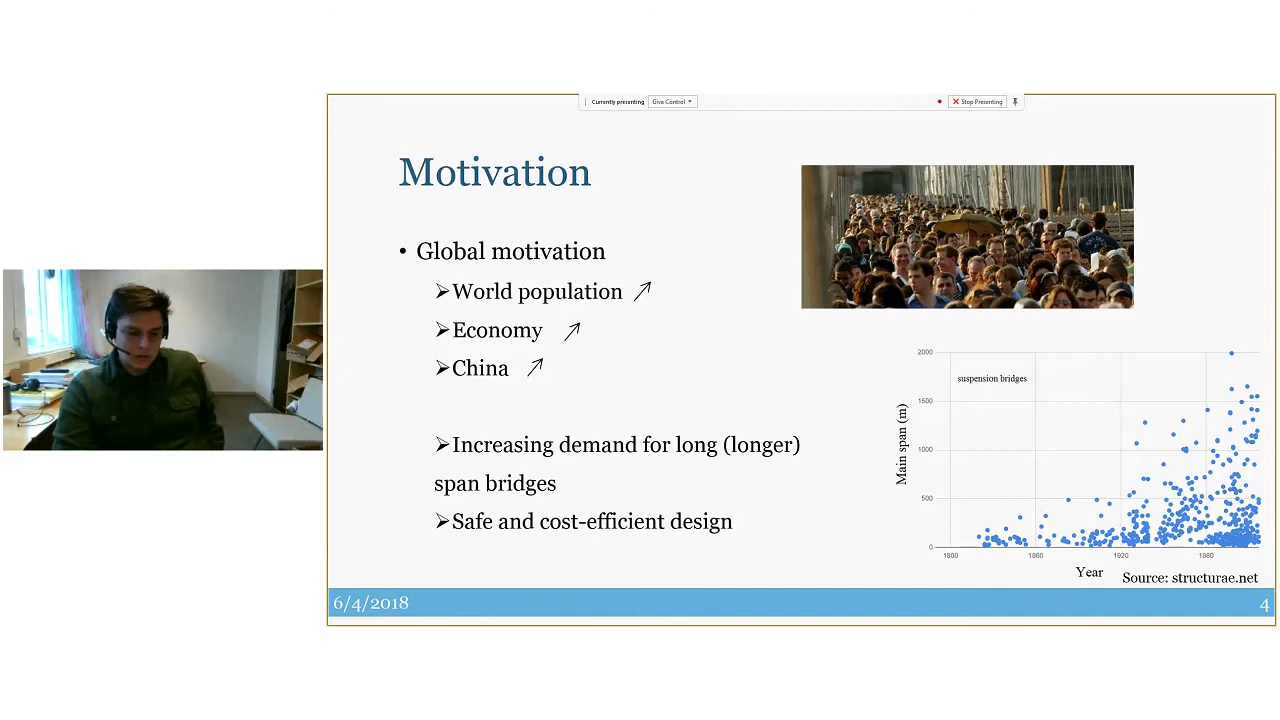 Currently presenting
Give Control
Stop Presenting
Motivation
• Global motivation
➢World population ↗
➢Economy ↗
➢China ↗
➢Increasing demand for long (longer)
span bridges
➢Safe and cost-efficient design
suspension bridges
Main span (m)
2000
1500
1000
500
0
1800
1860
1920
1980
Year
Source: structurae.net
6/4/2018
4